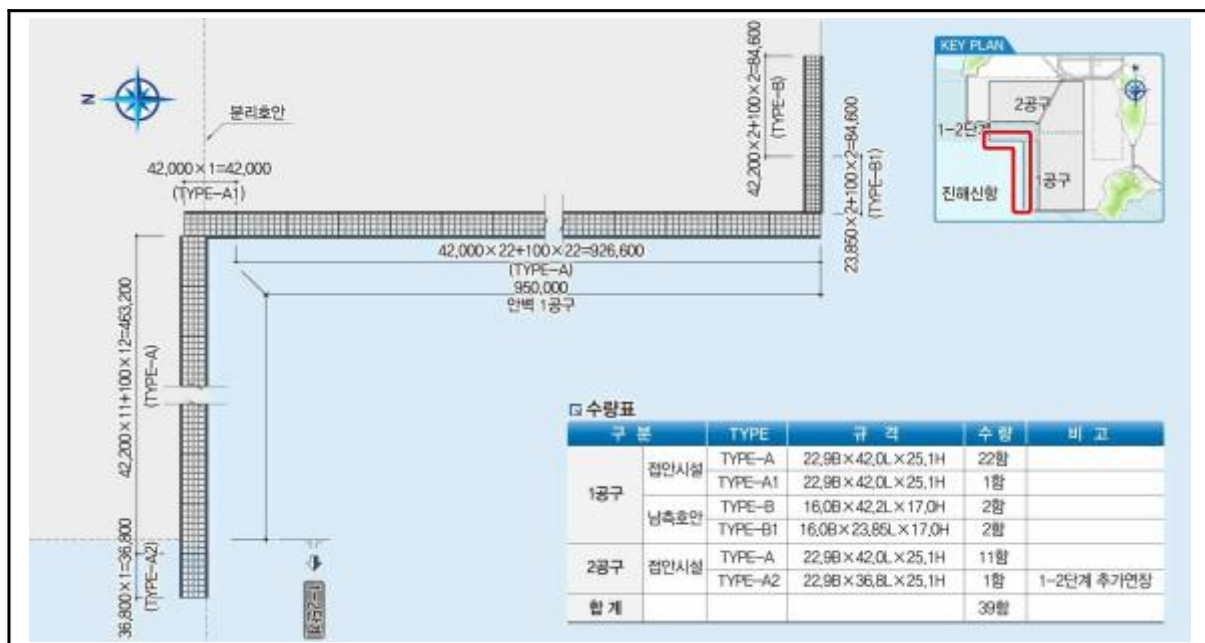 N
분리호안
42,000×1=42,000
(TYPE-A1)
42,200×2+100×2=84,600
(TYPE-B)
23,850×2+100×2=84,600
(TYPE-B1)
42,000×22+100×22=926,600
(TYPE-A)
950,000
안벽 1공구
42,200×11+100×12=463,200
(TYPE-A)
36,800×1=36,800
(TYPE-A2)
KEY PLAN
2공구
1-2단계
1공구
진해신항
수량표
구 분 TYPE 규 격 수 량 비 고
1공구 접안시설 TYPE-A 22,9B×42,0L×25,1H 22함
TYPE-A1 22,9B×42,0L×25,1H 1함
남측호안 TYPE-B 16,0B×42,2L×17,0H 2함
TYPE-B1 16,0B×23,85L×17,0H 2함
2공구 접안시설 TYPE-A 22,9B×42,0L×25,1H 11함
TYPE-A2 22,9B×36,8L×25,1H 1함 1-2단계 추가연장
합 계 39함